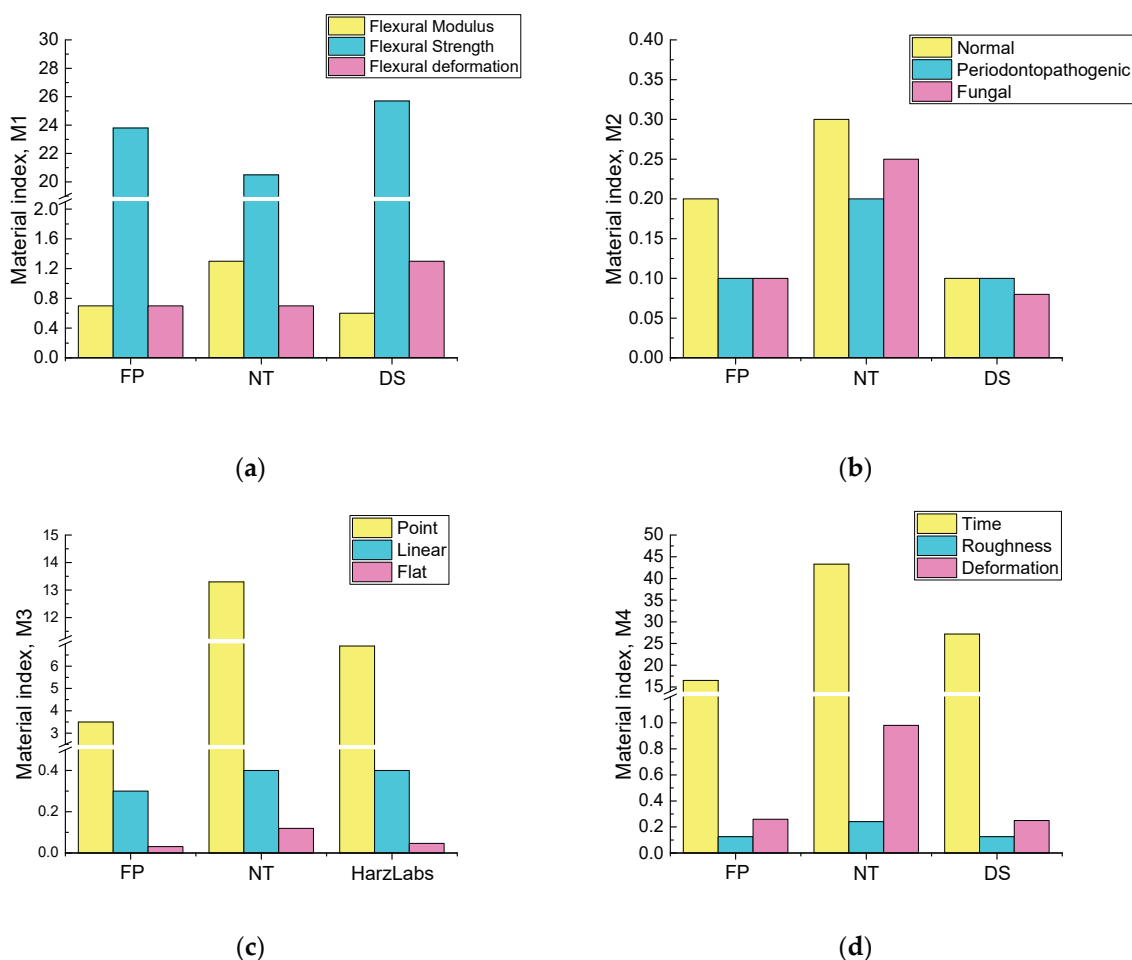 Flexural Modulus
Flexural Strength
Flexural deformation
Material index, M1
30
28
26
24
22
20
2.0
1.6
1.2
0.8
0.4
0.0
FP NT DS
(a)
Normal
Periodontopathogenic
Fungal
Material index, M2
0.40
0.35
0.30
0.25
0.20
0.15
0.10
0.05
0.00
FP NT DS
(b)
Point
Linear
Flat
Material index, M3
15
14
13
12
6
5
4
3
0.4
0.2
0.0
FP NT HarzLabs
(c)
Time
Roughness
Deformation
Material index, M4
50
45
40
35
30
25
20
15
1.0
0.8
0.6
0.4
0.2
0.0
FP NT DS
(d)